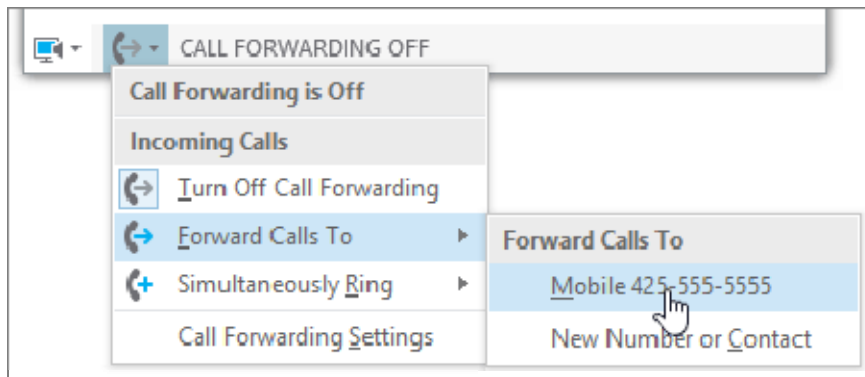 CALL FORWARDING OFF
Call Forwarding is Off
Incoming Calls
Turn Off Call Forwarding
Forward Calls To
Simultaneously Ring
Call Forwarding Settings
Forward Calls To
Mobile 425-555-5555
New Number or Contact